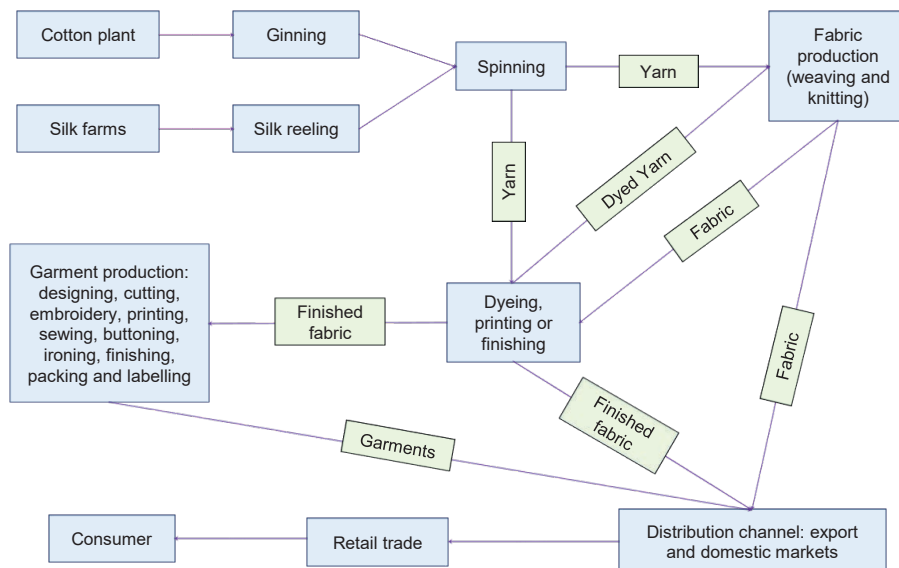 Cotton plant
Ginning
Spinning
Yarn
Fabric
production
(weaving and
knitting)
Silk farms
Silk reeling
Yarn
Dyed Yarn
Fabric
Garment production:
designing, cutting,
embroidery, printing,
sewing, buttoning,
ironing, finishing,
packing and labelling
Finished
fabric
Dyeing,
printing or
finishing
Fabric
Garments
Finished
fabric
Consumer
Retail trade
Distribution channel: export
and domestic markets